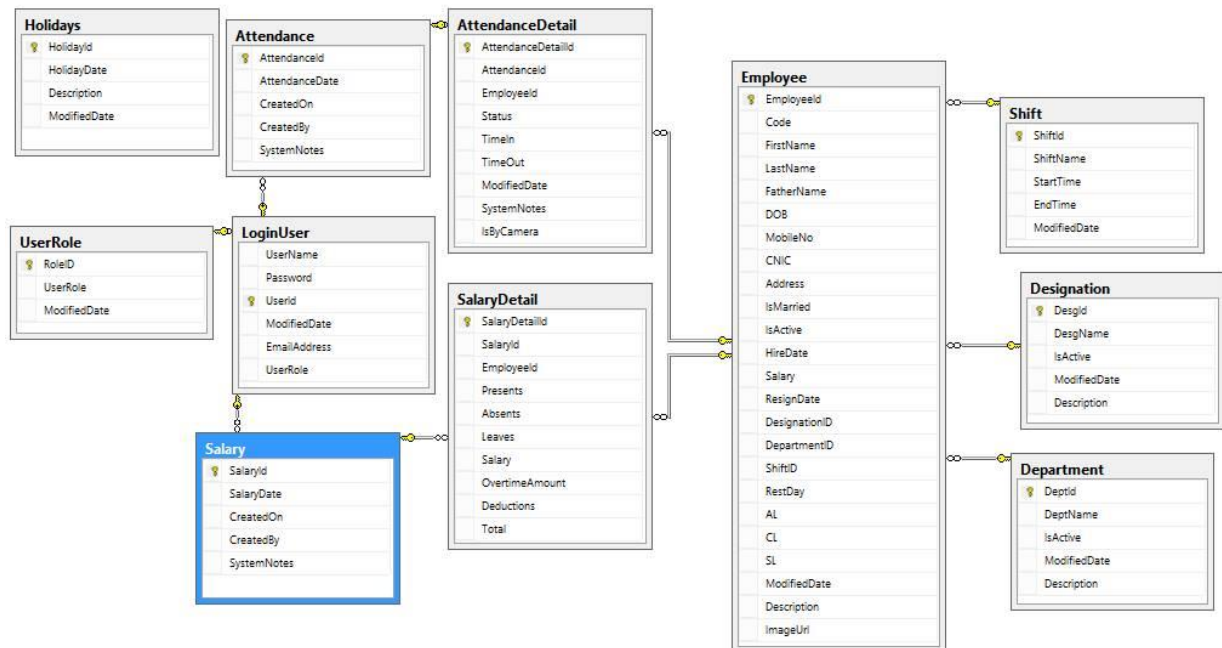 Holidays
HolidayId
HolidayDate
Description
ModifiedDate
Attendance
AttendanceId
AttendanceDate
CreatedOn
CreatedBy
SystemNotes
AttendanceDetail
AttendanceDetailId
AttendanceId
EmployeeId
Status
TimeIn
TimeOut
ModifiedDate
SystemNotes
IsByCamera
Employee
EmployeeId
Code
FirstName
LastName
FatherName
DOB
MobileNo
CNIC
Address
IsMarried
IsActive
HireDate
Salary
ResignDate
DesignationID
DepartmentID
ShiftID
RestDay
AL
CL
SL
ModifiedDate
Description
ImageUrl
Shift
ShiftId
ShiftName
StartTime
EndTime
ModifiedDate
UserRole
RoleID
UserRole
ModifiedDate
LoginUser
UserName
Password
UserId
ModifiedDate
EmailAddress
UserRole
SalaryDetail
SalaryDetailId
SalaryId
EmployeeId
Presents
Absents
Leaves
Salary
OvertimeAmount
Deductions
Total
Designation
DesgId
DesgName
IsActive
ModifiedDate
Description
Salary
SalaryId
SalaryDate
CreatedOn
CreatedBy
SystemNotes
Department
DeptId
DeptName
IsActive
ModifiedDate
Description